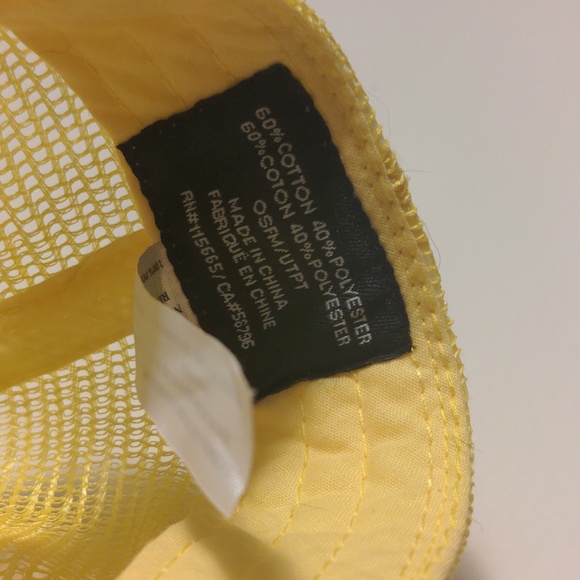 60% COTTON 40% POLYESTER
60% COTON 40% POLYESTER
OSFM/UTPT
MADE IN CHINA
FABRIQUÉ EN CHINE
RN#115665/CA#56796